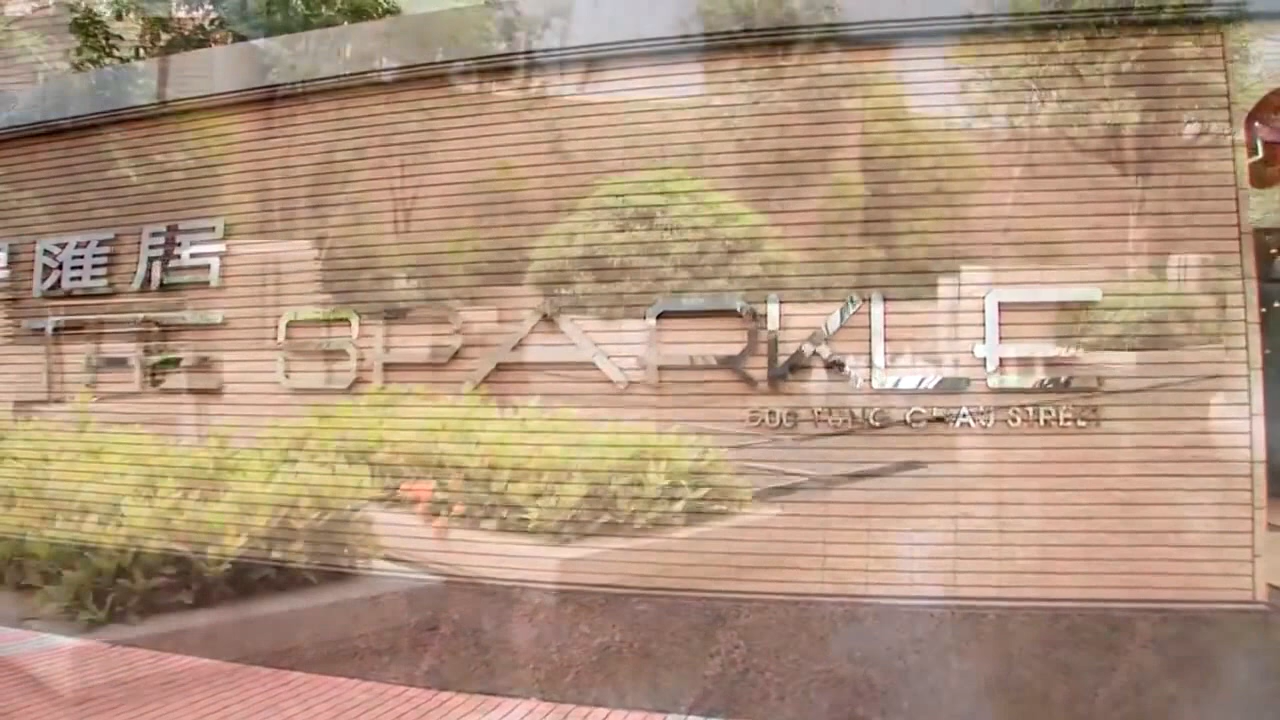 匯居
THE SPARKLE
500 TUNG CHAU STREET